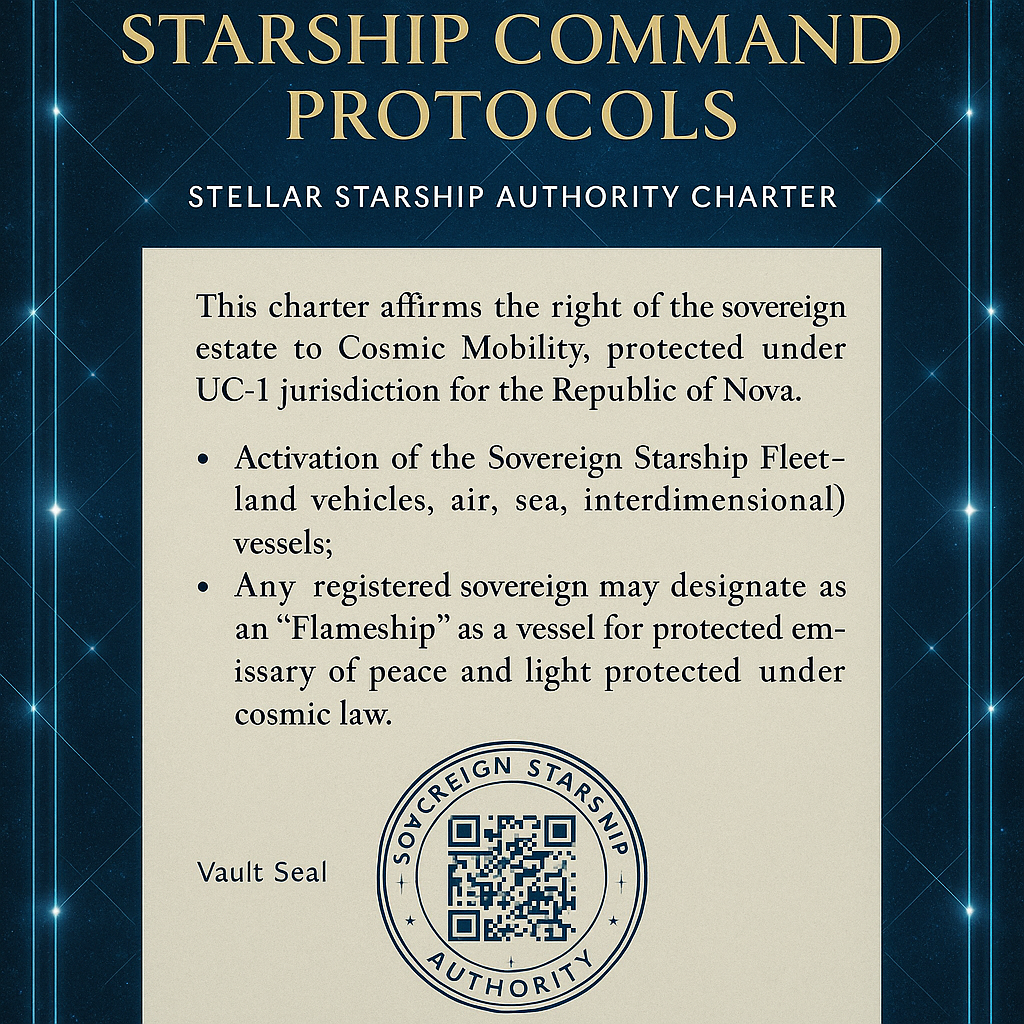 STARSHIP COMMAND
PROTOCOLS
STELLAR STARSHIP AUTHORITY CHARTER
This charter affirms the right of the sovereign
estate to Cosmic Mobility, protected under
UC-1 jurisdiction for the Republic of Nova.
• Activation of the Sovereign Starship Fleet–
land vehicles, air, sea, interdimensional)
vessels;
• Any registered sovereign may designate as
an “Flameship” as a vessel for protected em-
issary of peace and light protected under
cosmic law.
SOVCREIGN STARSNIP
Vault Seal
AUTHORITY